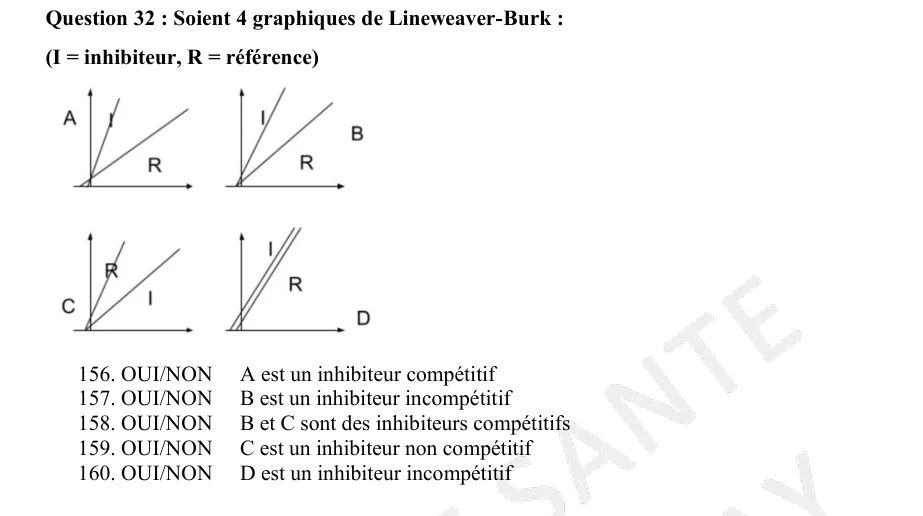 Question 32 : Soient 4 graphiques de Lineweaver-Burk :
(I = inhibiteur, R = référence)
A I R
I B R
R C I
I R D
156. OUI/NON A est un inhibiteur compétitif
157. OUI/NON B est un inhibiteur incompétitif
158. OUI/NON B et C sont des inhibiteurs compétitifs
159. OUI/NON C est un inhibiteur non compétitif
160. OUI/NON D est un inhibiteur incompétitif
SANTE